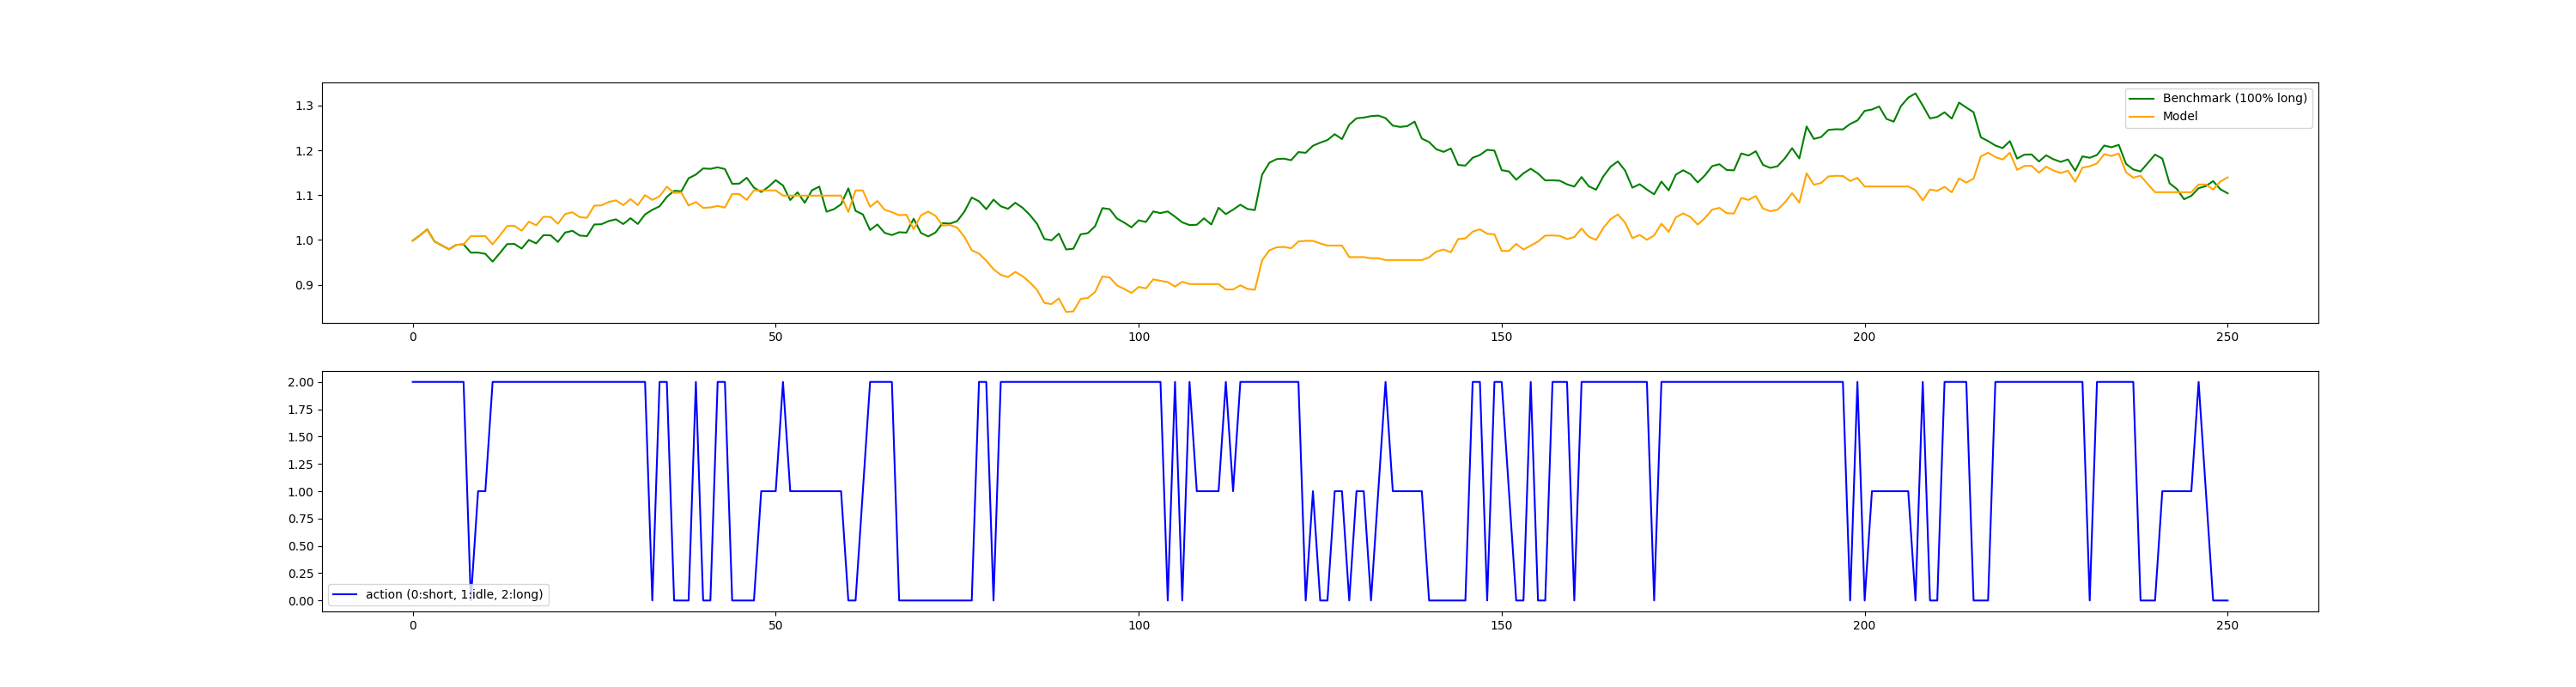 1.3
1.2
1.1
1.0
0.9
Benchmark (100% long)
Model
0 50 100 150 200 250
2.00
1.75
1.50
1.25
1.00
0.75
0.50
0.25
0.00
action (0:short, 1:idle, 2:long)
0 50 100 150 200 250